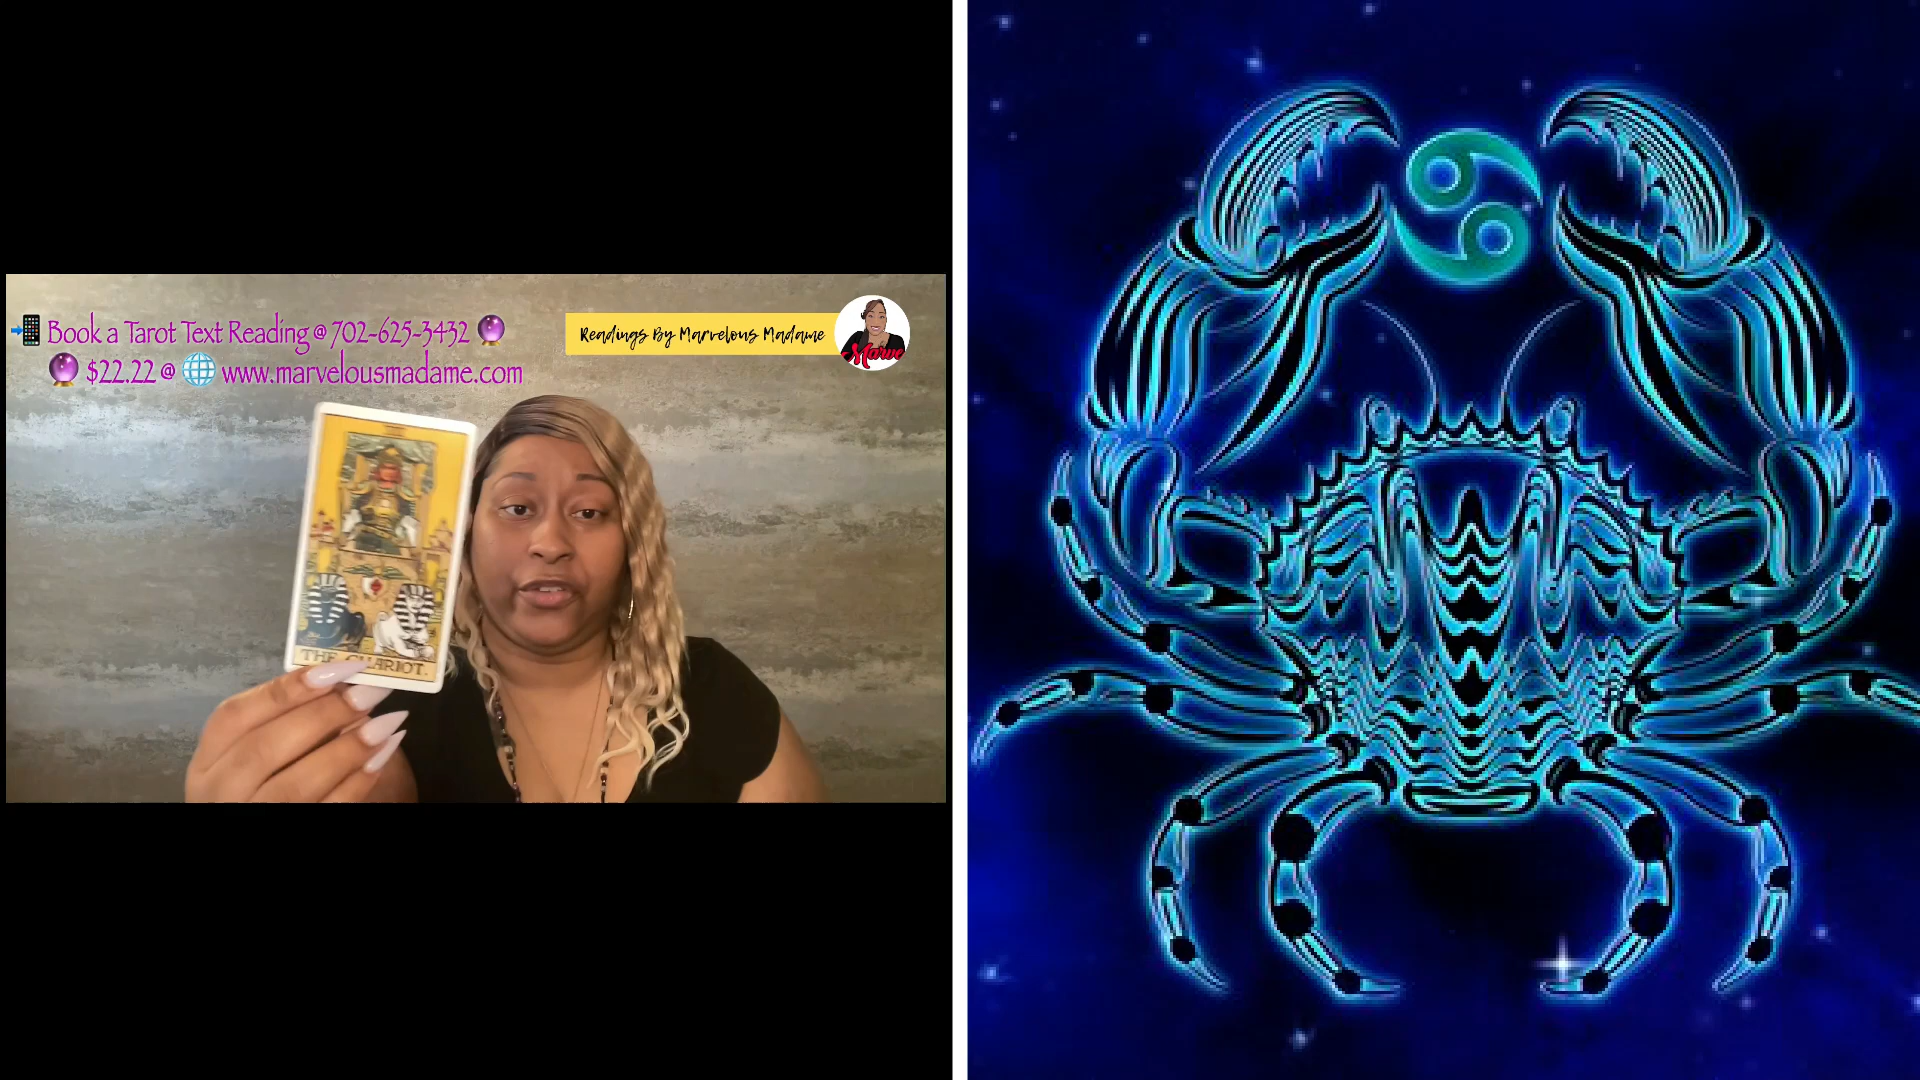 Book a Tarot Text Reading @ 702-625-3432
$22.22 @ www.marvelousmadame.com
Readings By Marvelous Madame
Marve
THE CHARIOT.